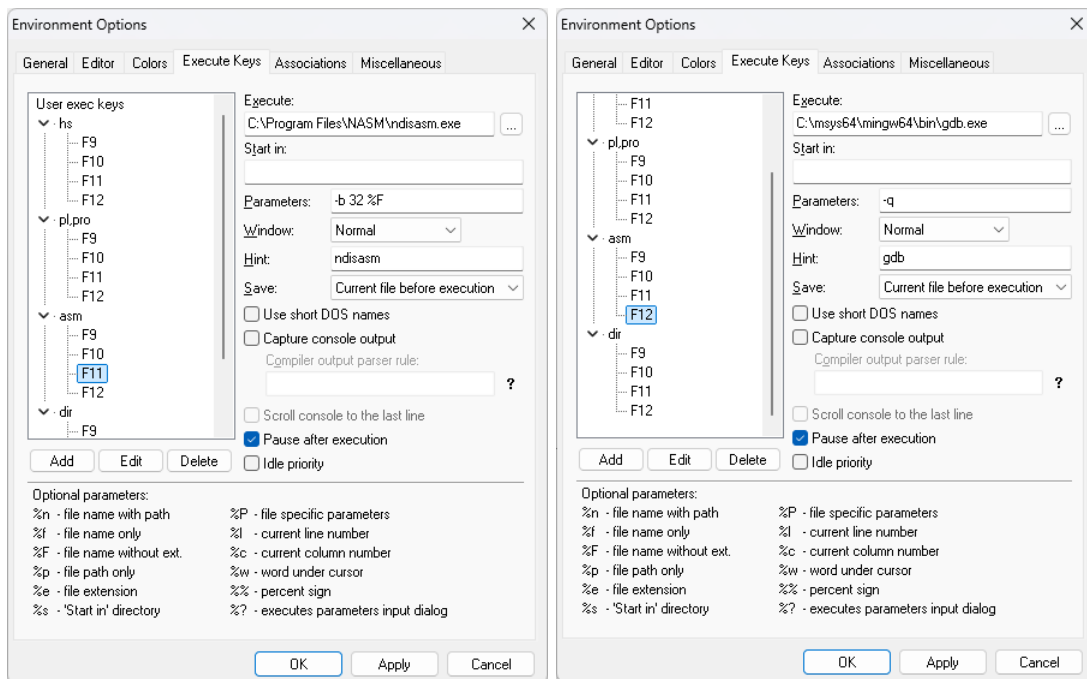 Environment Options
General Editor Colors Execute Keys Associations Miscellaneous
User exec keys
hs
F9
F10
F11
F12
pl,pro
F9
F10
F11
F12
asm
F9
F10
F11
F12
dir
F9
Add Edit Delete
Execute:
C:\Program Files\NASM\ndisasm.exe ...
Start in:
Parameters: -b 32 %F
Window: Normal
Hint: ndisasm
Save: Current file before execution
Use short DOS names
Capture console output
Compiler output parser rule:
?
Scroll console to the last line
Pause after execution
Idle priority
Optional parameters:
%n - file name with path %P - file specific parameters
%f - file name only %l - current line number
%F - file name without ext. %c - current column number
%p - file path only %w - word under cursor
%e - file extension %% - percent sign
%s - 'Start in' directory %? - executes parameters input dialog
OK Apply Cancel
Environment Options
General Editor Colors Execute Keys Associations Miscellaneous
F11
F12
pl,pro
F9
F10
F11
F12
asm
F9
F10
F11
F12
dir
F9
F10
F11
F12
Add Edit Delete
Execute:
C:\msys64\mingw64\bin\gdb.exe ...
Start in:
Parameters: -q
Window: Normal
Hint: gdb
Save: Current file before execution
Use short DOS names
Capture console output
Compiler output parser rule:
?
Scroll console to the last line
Pause after execution
Idle priority
Optional parameters:
%n - file name with path %P - file specific parameters
%f - file name only %l - current line number
%F - file name without ext. %c - current column number
%p - file path only %w - word under cursor
%e - file extension %% - percent sign
%s - 'Start in' directory %? - executes parameters input dialog
OK Apply Cancel